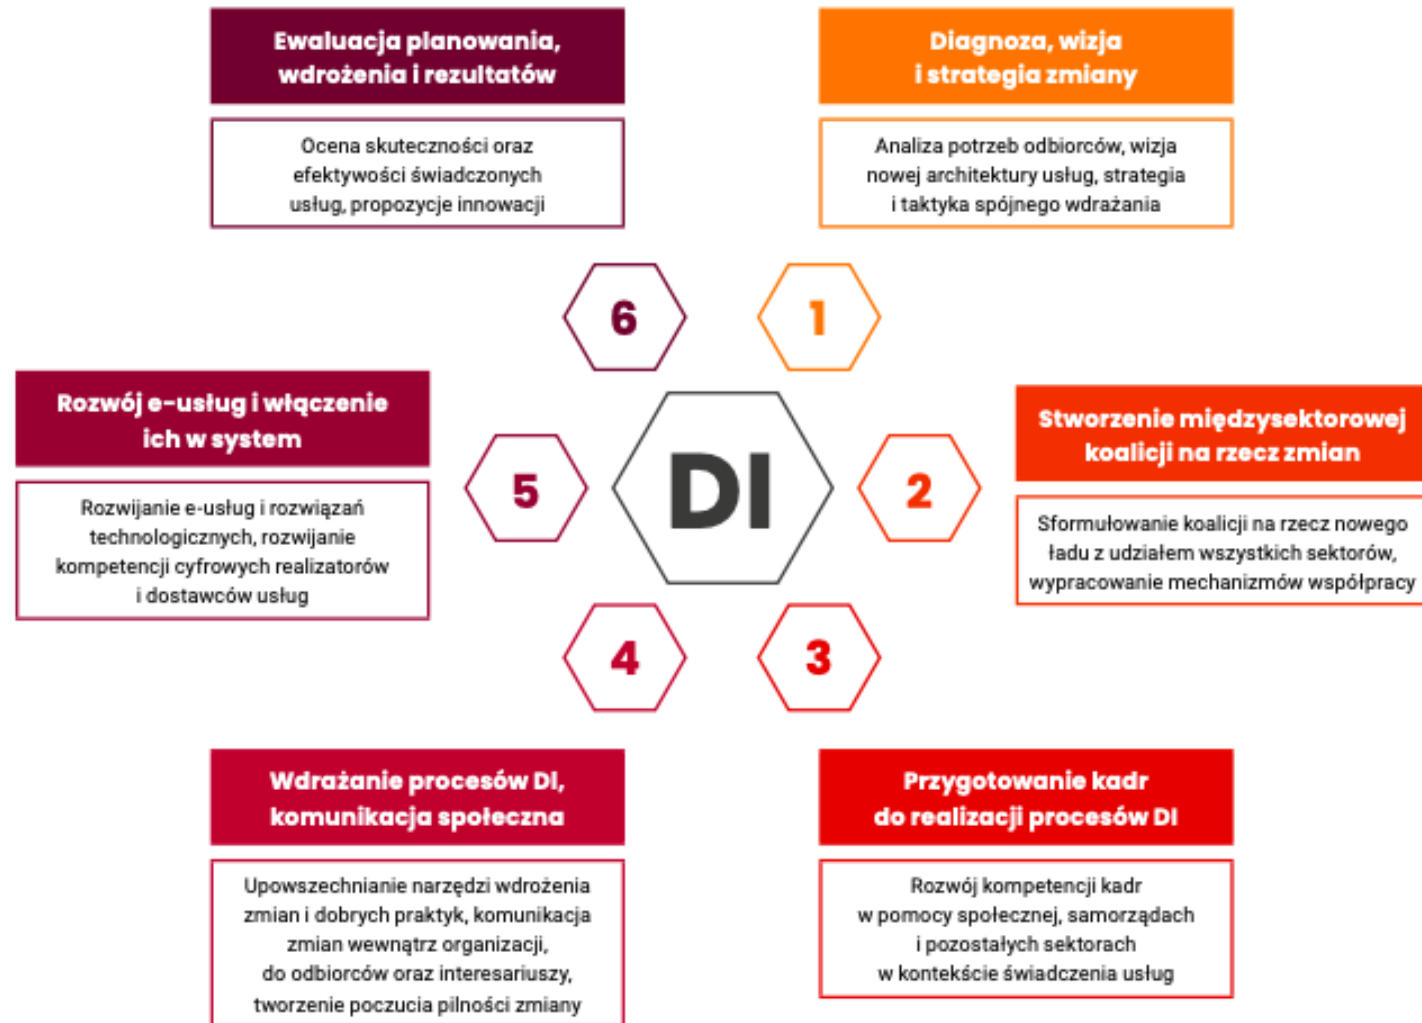 Ewaluacja planowania,
wdrożenia i rezultatów
Ocena skuteczności oraz
efektywości świadczonych
usług, propozycje innowacji
Diagnoza, wizja
i strategia zmiany
Analiza potrzeb odbiorców, wizja
nowej architektury usług, strategia
i taktyka spójnego wdrażania
6
1
Rozwój e-usług i włączenie
ich w system
Rozwijanie e-usług i rozwiązań
technologicznych, rozwijanie
kompetencji cyfrowych realizatorów
i dostawców usług
5
DI
2
Stworzenie międzysektorowej
koalicji na rzecz zmian
Sformułowanie koalicji na rzecz nowego
ładu z udziałem wszystkich sektorów,
wypracowanie mechanizmów współpracy
4
3
Wdrażanie procesów DI,
komunikacja społeczna
Upowszechnianie narzędzi wdrożenia
zmian i dobrych praktyk, komunikacja
zmian wewnątrz organizacji,
do odbiorców oraz interesariuszy,
tworzenie poczucia pilności zmiany
Przygotowanie kadr
do realizacji procesów DI
Rozwój kompetencji kadr
w pomocy społecznej, samorządach
i pozostałych sektorach
w kontekście świadczenia usług